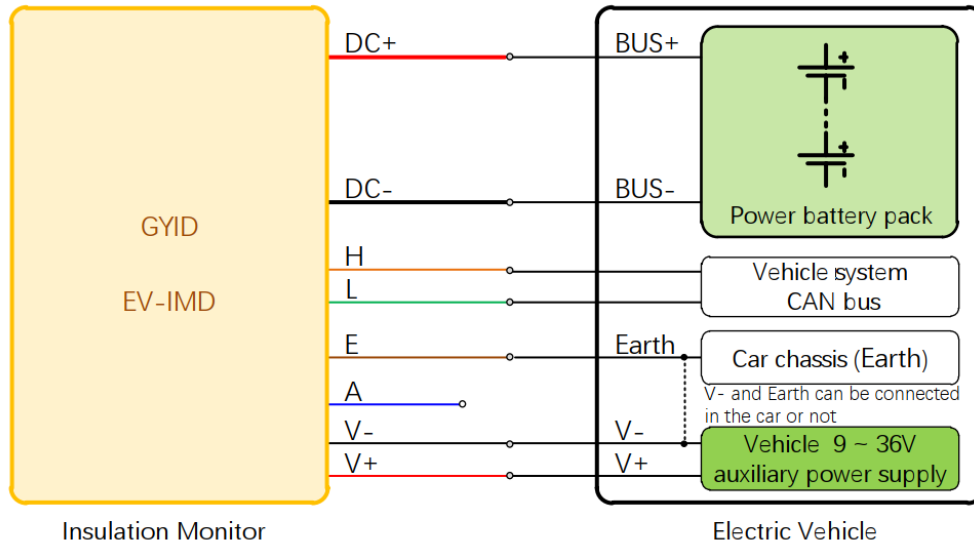 DC+
BUS+
DC-
BUS-
Power battery pack
GYID
EV-IMD
H
L
Vehicle system
CAN bus
E
Earth
Car chassis (Earth)
A
V- and Earth can be connected
in the car or not
V-
V-
V+
V+
Vehicle 9 ~ 36V
auxiliary power supply
Insulation Monitor
Electric Vehicle